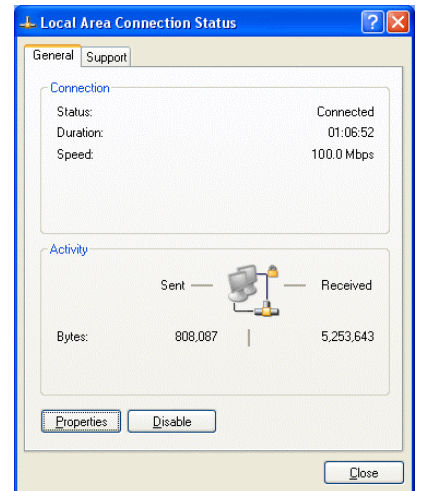 Local Area Connection Status
General Support
Connection
Status: Connected
Duration: 01:06:52
Speed: 100.0 Mbps
Activity
Sent — — Received
Bytes: 808,087 | 5,253,643
Properties Disable
Close